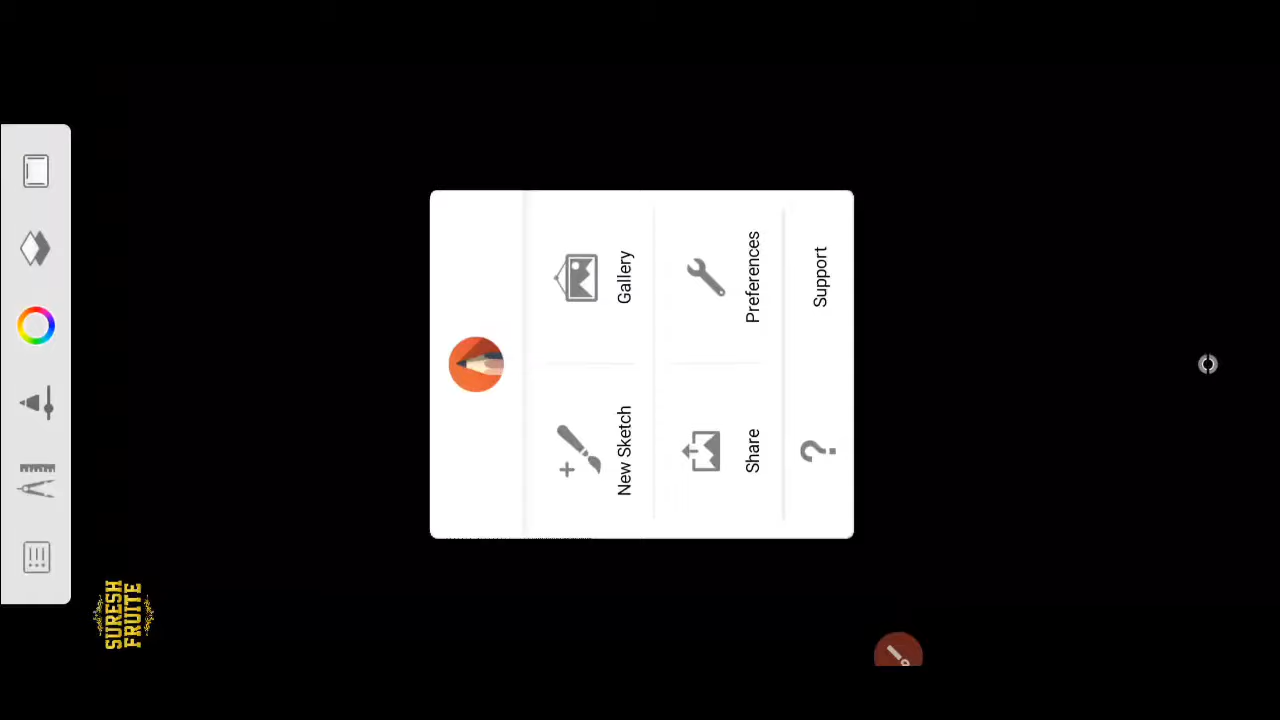 New Sketch
Gallery
Share
Preferences
? Support
SURESH
FRUITE